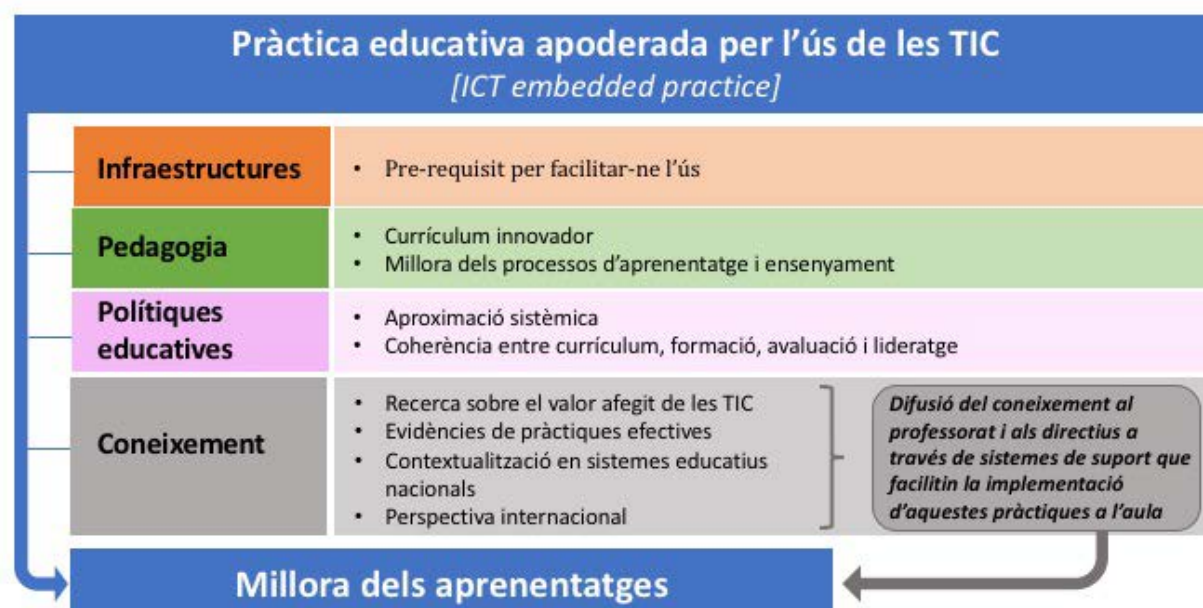 Pràctica educativa apoderada per l'ús de les TIC
[ICT embedded practice]
Infraestructures
• Pre-requisit per facilitar-ne l'ús
Pedagogia
• Currículum innovador
• Millora dels processos d'aprenentatge i ensenyament
Polítiques
educatives
• Aproximació sistèmica
• Coherència entre currículum, formació, avaluació i lideratge
Coneixement
• Recerca sobre el valor afegit de les TIC
• Evidències de pràctiques efectives
• Contextualització en sistemes educatius
nacionals
• Perspectiva internacional
Difusió del coneixement al
professorat i als directius a
través de sistemes de suport que
facilitin la implementació
d'aquestes pràctiques a l'aula
Millora dels aprenentatges